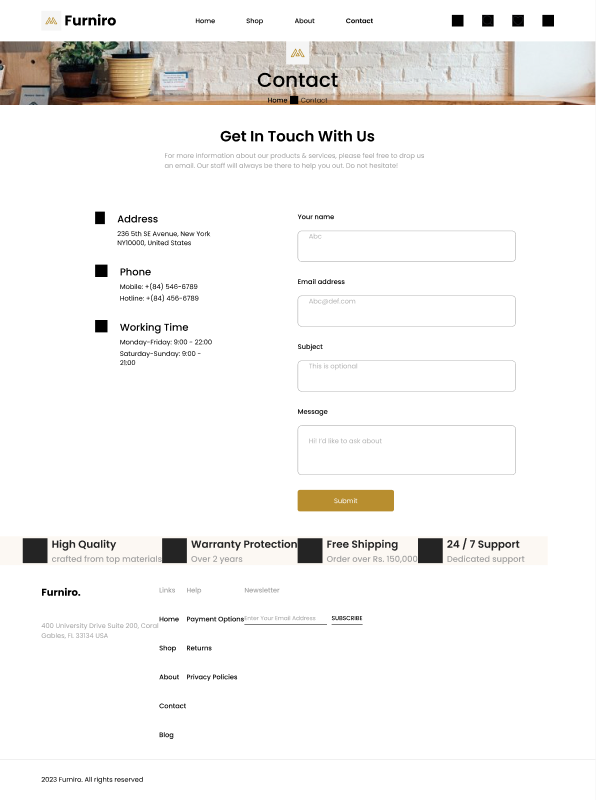 Furniro
Home
Shop
About
Contact
Contact
Home Contact
Get In Touch With Us
For more information about our products & services, please feel free to drop us
an email. Our staff will always be there to help you out. Do not hesitate!
Address
236 5th SE Avenue, New York
NY10000, United States
Phone
Mobile: +(84) 546-6789
Hotline: +(84) 456-6789
Working Time
Monday-Friday: 9:00 - 22:00
Saturday-Sunday: 9:00 -
21:00
Your name
Abc
Email address
Abc@def.com
Subject
This is optional
Message
Hi! i'd like to ask about
Submit
High Quality
crafted from top materials
Warranty Protection
Over 2 years
Free Shipping
Order over Rs. 150,000
24 / 7 Support
Dedicated support
Furniro.
400 University Drive Suite 200, Coral
Gables, FL 33134 USA
Links
Home
Shop
About
Contact
Blog
Help
Payment Options
Returns
Privacy Policies
Newsletter
Enter Your Email Address
SUBSCRIBE
2023 Furniro. All rights reserved